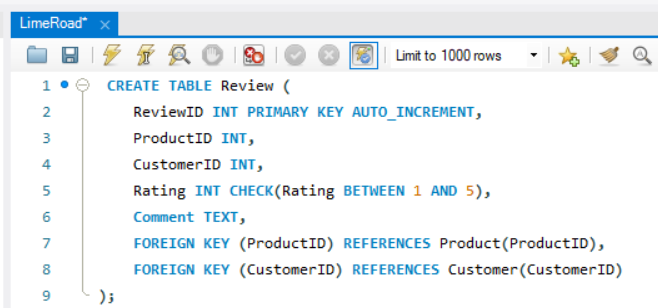 LimeRoad*
Limit to 1000 rows
1 CREATE TABLE Review (
2 ReviewID INT PRIMARY KEY AUTO_INCREMENT,
3 ProductID INT,
4 CustomerID INT,
5 Rating INT CHECK(Rating BETWEEN 1 AND 5),
6 Comment TEXT,
7 FOREIGN KEY (ProductID) REFERENCES Product(ProductID),
8 FOREIGN KEY (CustomerID) REFERENCES Customer(CustomerID)
9 );